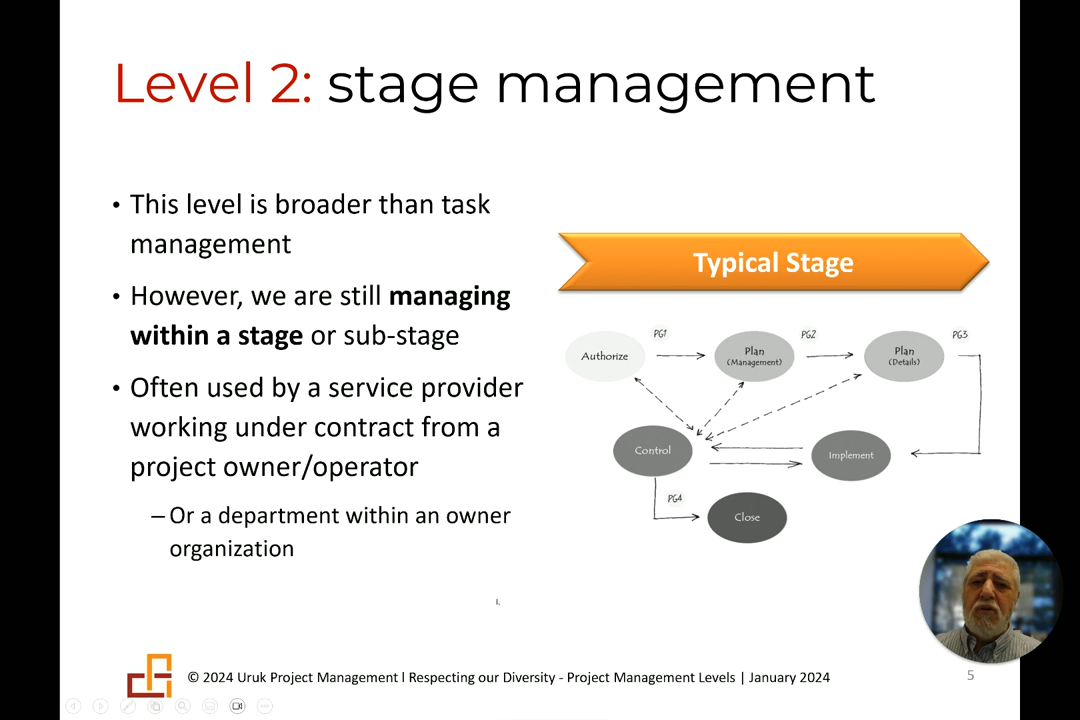 Level 2: stage management
• This level is broader than task
management
• However, we are still managing
within a stage or sub-stage
• Often used by a service provider
working under contract from a
project owner/operator
– Or a department within an owner
organization
Typical Stage
Authorize
PG1
Plan
(Management)
PG2
Plan
(Details)
PG3
Control
Implement
PG4
Close
I.
© 2024 Uruk Project Management l Respecting our Diversity - Project Management Levels | January 2024
5